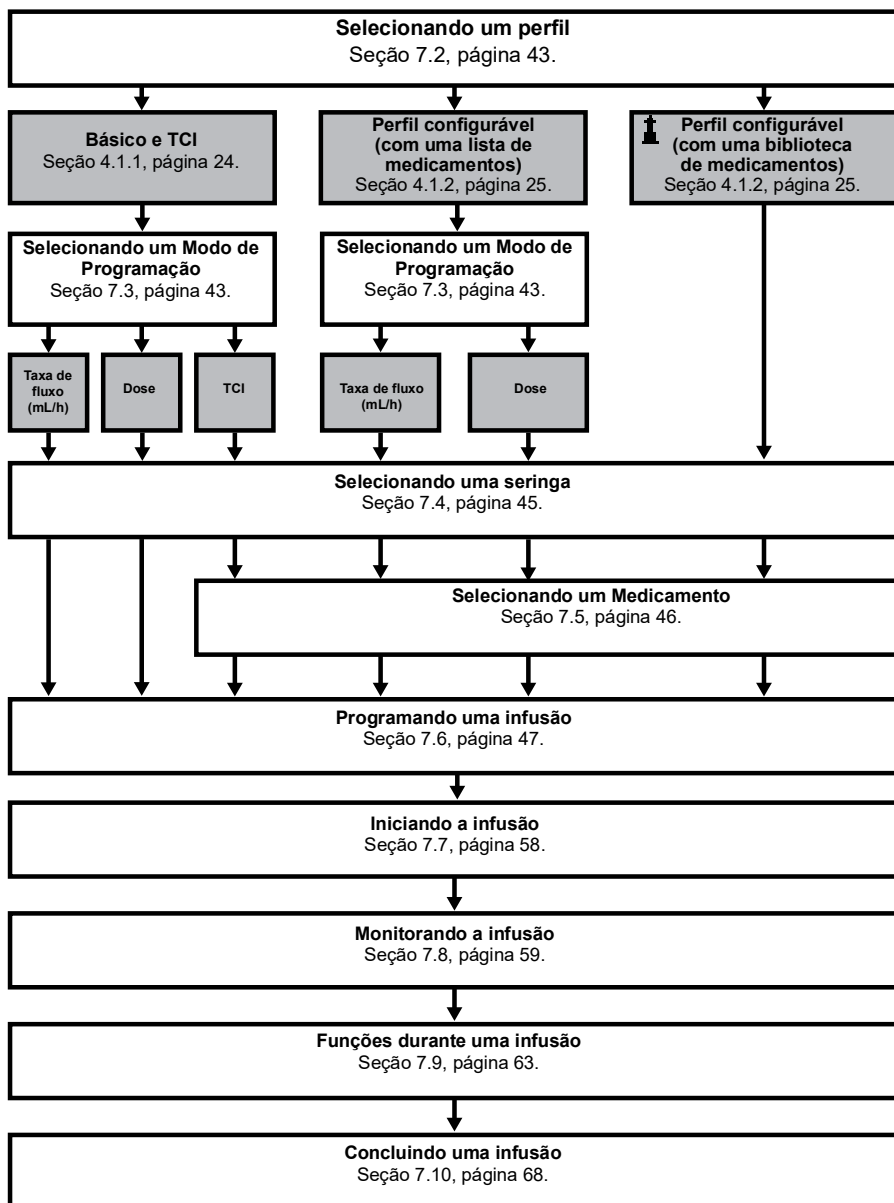 Selecionando um perfil
Seção 7.2, página 43.
Básico e TCI
Seção 4.1.1, página 24.
Perfil configurável
(com uma lista de
medicamentos)
Seção 4.1.2, página 25.
Perfil configurável
(com uma biblioteca
de medicamentos)
Seção 4.1.2, página 25.
Selecionando um Modo de
Programação
Seção 7.3, página 43.
Selecionando um Modo de
Programação
Seção 7.3, página 43.
Taxa de
fluxo
(mL/h)
Dose
TCI
Taxa de fluxo
(mL/h)
Dose
Selecionando uma seringa
Seção 7.4, página 45.
Selecionando um Medicamento
Seção 7.5, página 46.
Programando uma infusão
Seção 7.6, página 47.
Iniciando a infusão
Seção 7.7, página 58.
Monitorando a infusão
Seção 7.8, página 59.
Funções durante uma infusão
Seção 7.9, página 63.
Concluindo uma infusão
Seção 7.10, página 68.